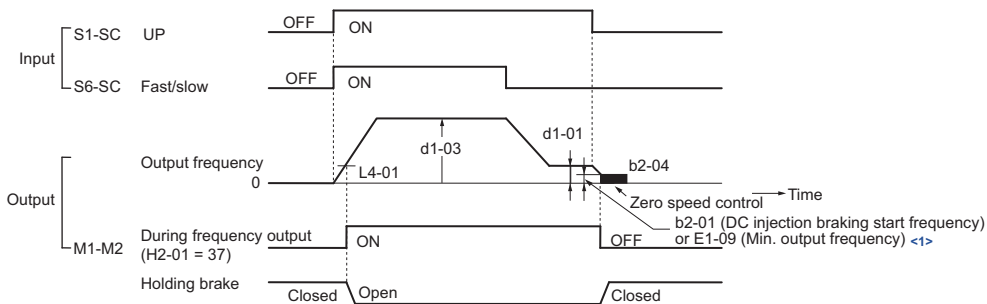 Input
S1-SC UP
OFF
ON
S6-SC Fast/slow
OFF
ON
Output
Output frequency
0
L4-01
d1-03
d1-01
b2-04
Time
Zero speed control
b2-01 (DC injection braking start frequency)
or E1-09 (Min. output frequency) <1>
M1-M2
During frequency output
(H2-01 = 37)
ON
OFF
Holding brake
Closed
Open
Closed